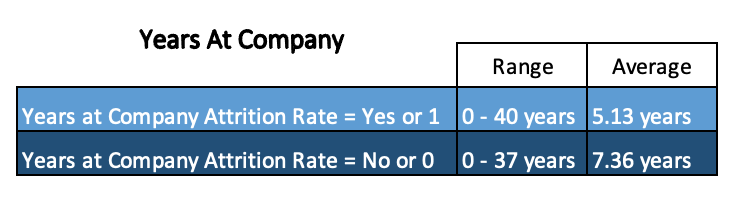 Years At Company
Range Average
Years at Company Attrition Rate = Yes or 1 0 - 40 years 5.13 years
Years at Company Attrition Rate = No or 0 0 - 37 years 7.36 years